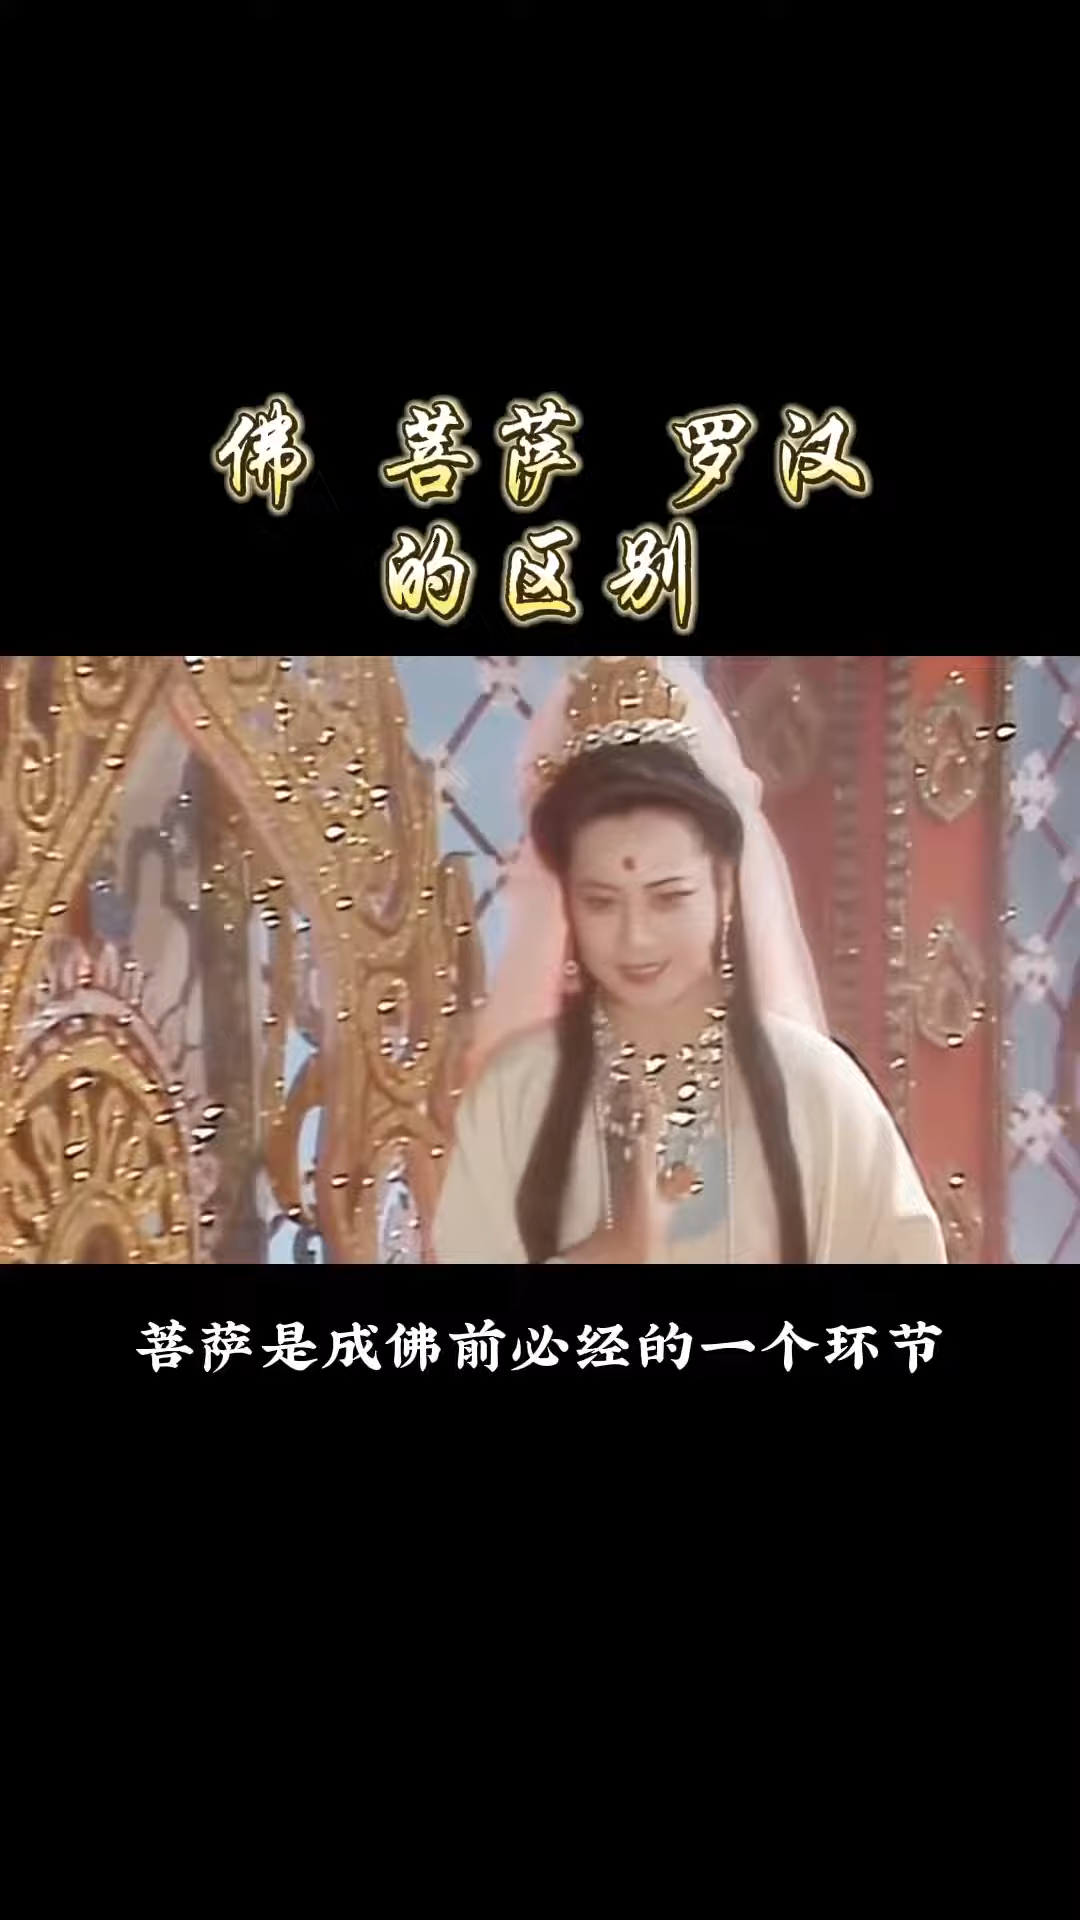 佛 菩萨 罗汉
的区别
菩萨是成佛前必经的一个环节